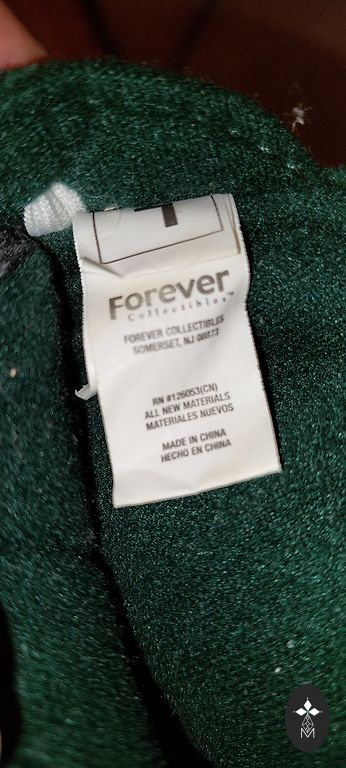 Forever
Collectibles™
FOREVER COLLECTIBLES
SOMERSET, NJ 08873
RN #126053(CN)
ALL NEW MATERIALS
MATERIALES NUEVOS
MADE IN CHINA
HECHO EN CHINA
M